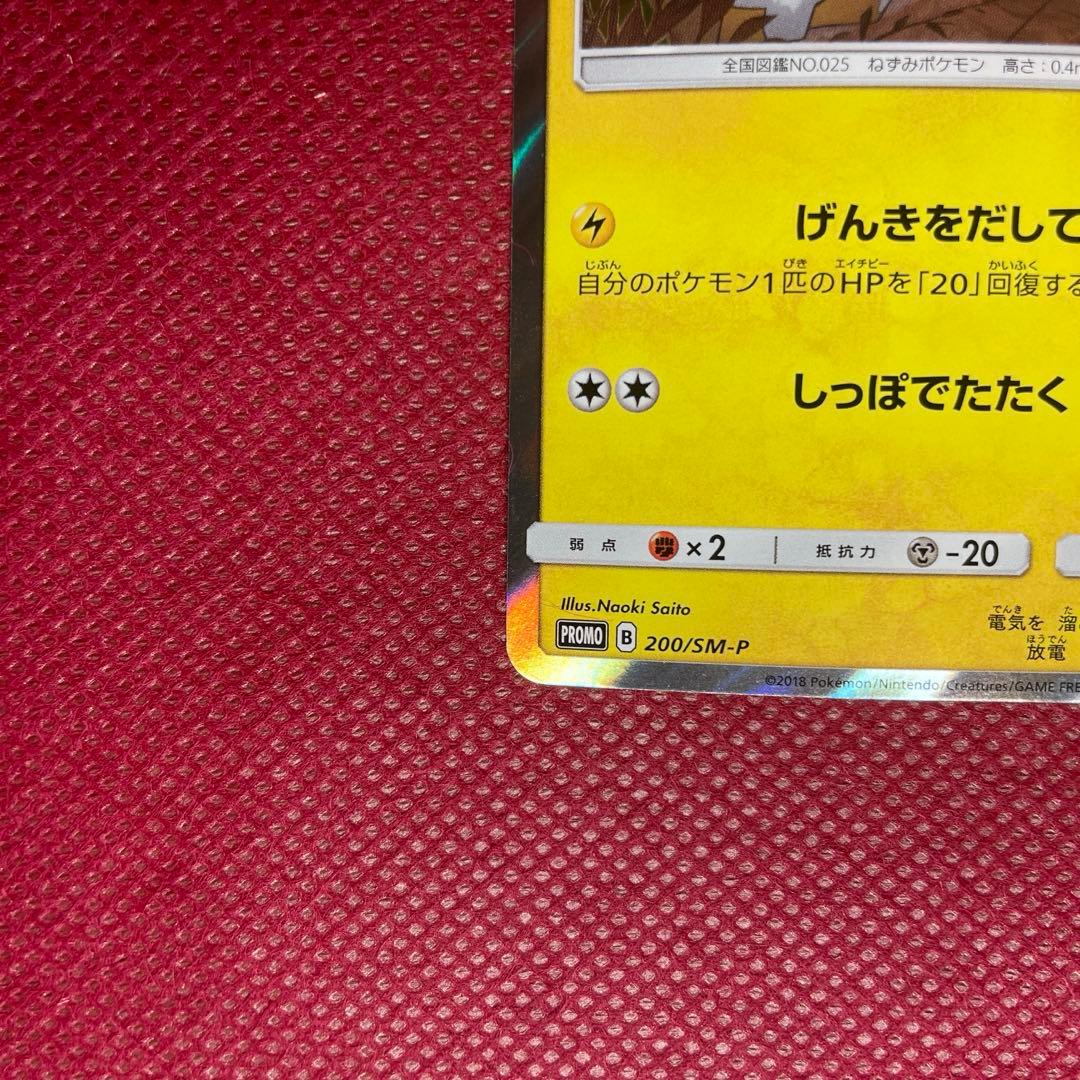 全国図鑑NO.025 ねずみポケモン 高さ:0.4m
げんきをだして
じぶん びき エイチピー かいふく
自分のポケモン1匹のHPを「20」回復する
しっぽでたたく
弱点 ×2 抵抗力 -20
Illus.Naoki Saito
PROMO B 200/SM-P
でんき た
電気を 溜
ほうでん
放電
©2018 Pokémon/Nintendo/Creatures/GAME FRE